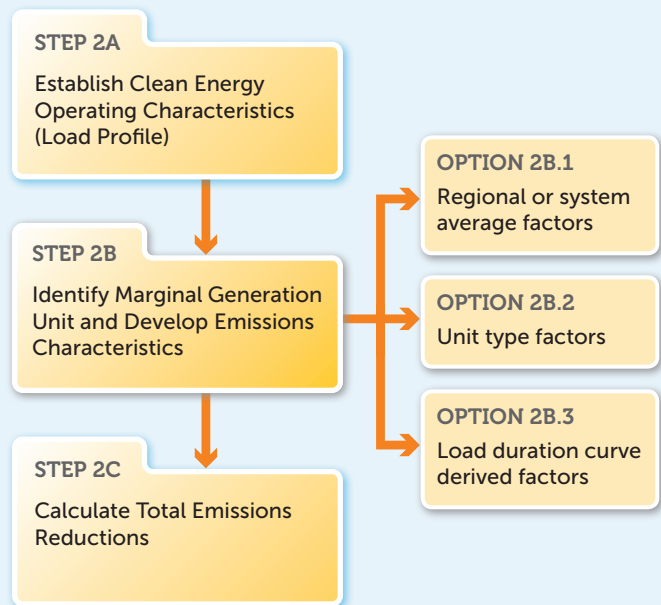 STEP 2A
Establish Clean Energy
Operating Characteristics
(Load Profile)
STEP 2B
Identify Marginal Generation
Unit and Develop Emissions
Characteristics
STEP 2C
Calculate Total Emissions
Reductions
OPTION 2B.1
Regional or system
average factors
OPTION 2B.2
Unit type factors
OPTION 2B.3
Load duration curve
derived factors